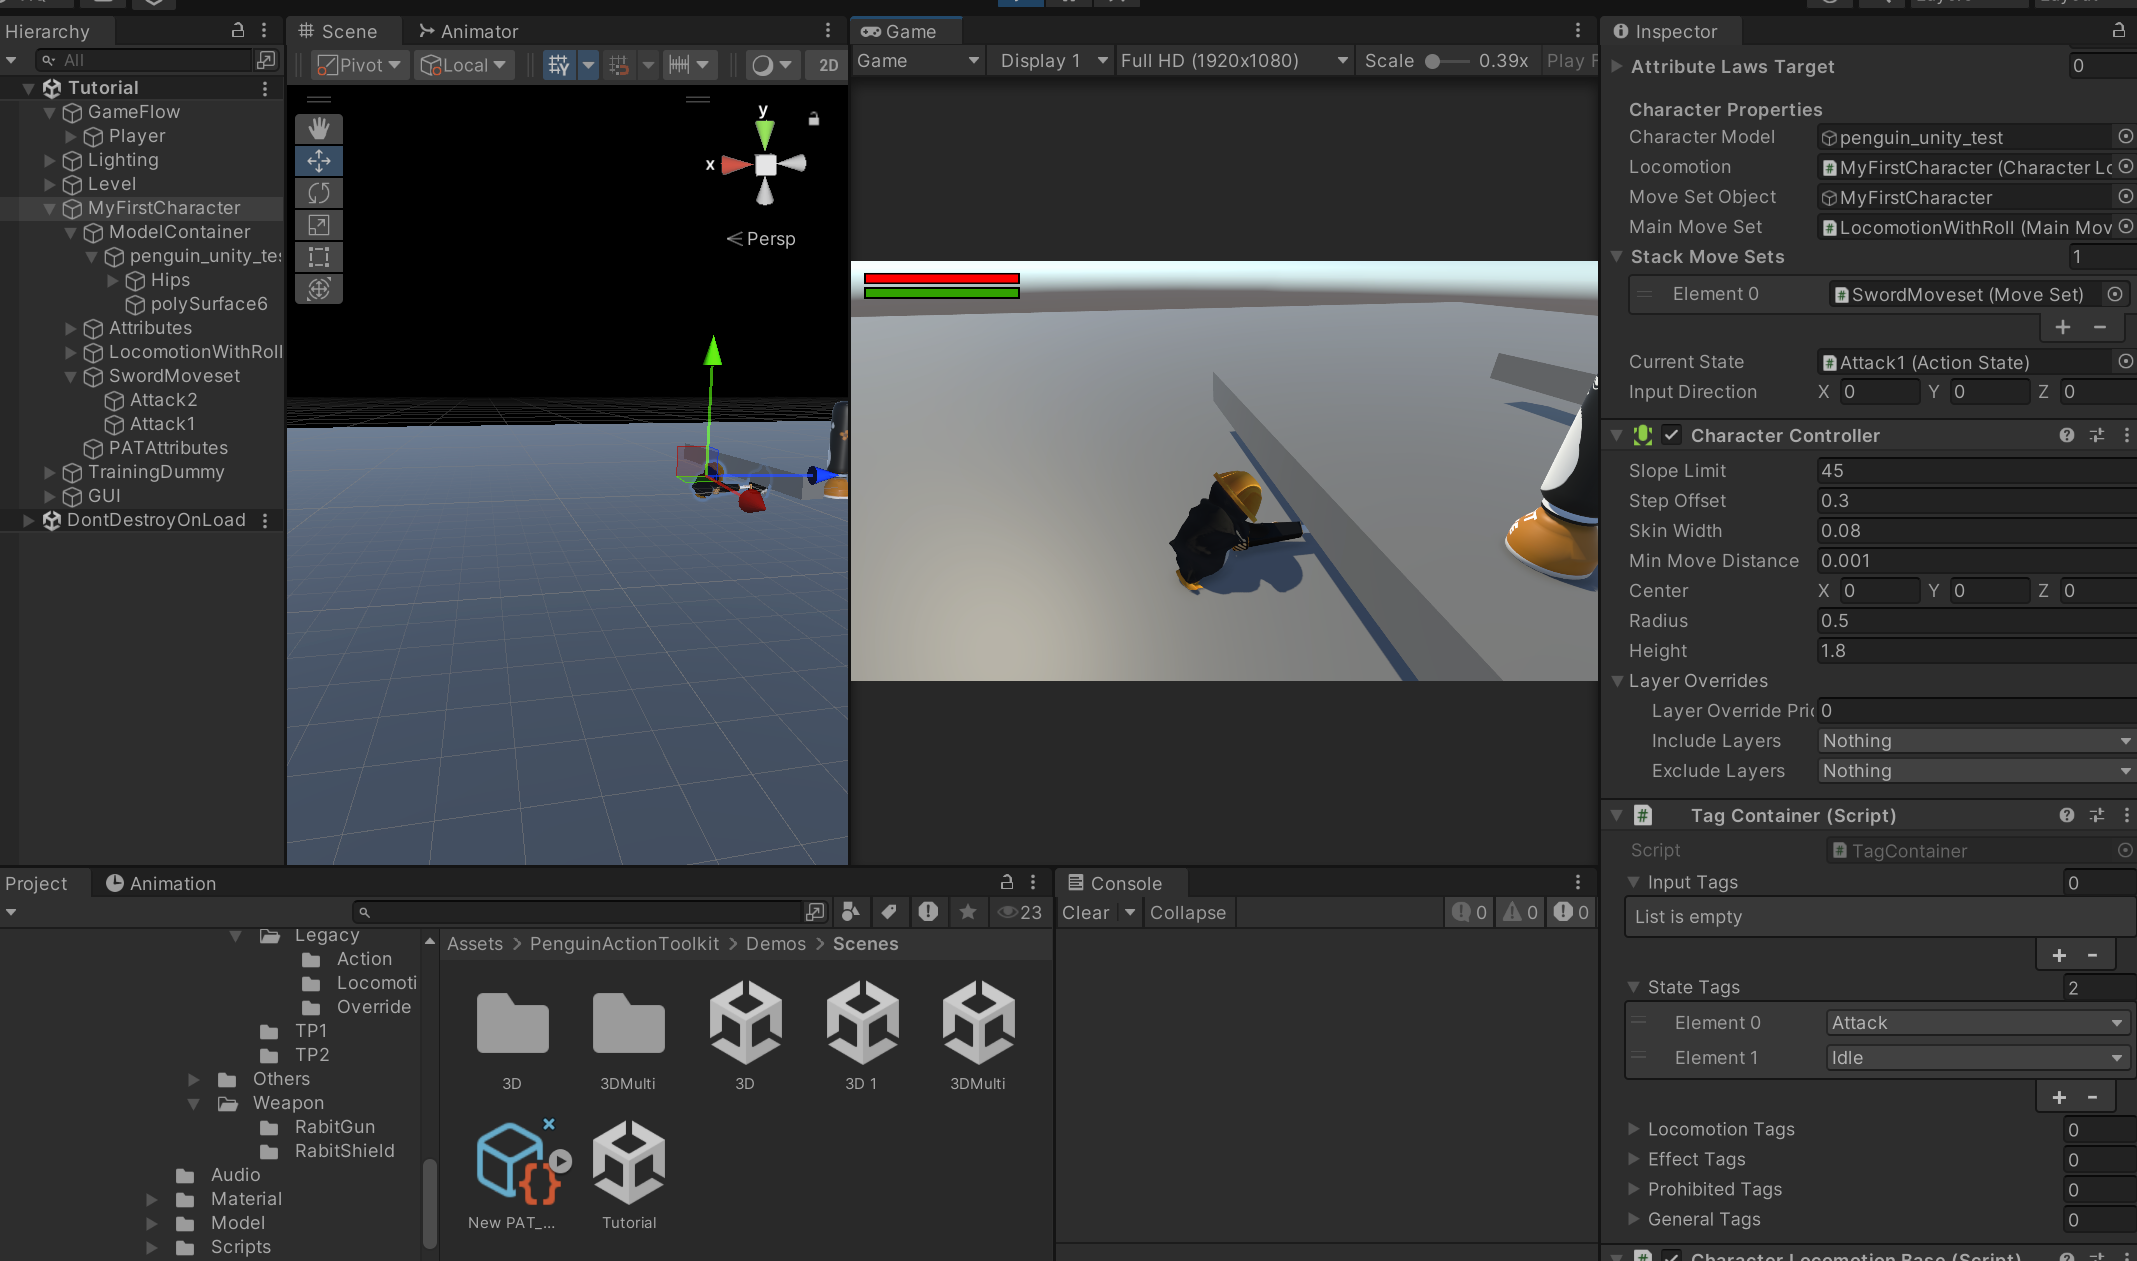 Hierarchy
All
Tutorial
GameFlow
Player
Lighting
Level
MyFirstCharacter
ModelContainer
penguin_unity_tes
Hips
polySurface6
Attributes
LocomotionWithRoll
SwordMoveset
Attack2
Attack1
PATAttributes
TrainingDummy
GUI
DontDestroyOnLoad
Scene
Animator
Pivot
Local
2D
y
x
Persp
Game
Game
Display 1
Full HD (1920x1080)
Scale
0.39x
Play F
Inspector
Attribute Laws Target
0
Character Properties
Character Model
penguin_unity_test
Locomotion
MyFirstCharacter (Character Lo
Move Set Object
MyFirstCharacter
Main Move Set
LocomotionWithRoll (Main Mov
Stack Move Sets
1
Element 0
SwordMoveset (Move Set)
+ -
Current State
Attack1 (Action State)
Input Direction
X 0 Y 0 Z 0
Character Controller
Slope Limit
45
Step Offset
0.3
Skin Width
0.08
Min Move Distance
0.001
Center
X 0 Y 0 Z 0
Radius
0.5
Height
1.8
Layer Overrides
Layer Override Pric
0
Include Layers
Nothing
Exclude Layers
Nothing
Tag Container (Script)
Script
TagContainer
Input Tags
0
List is empty
+ -
State Tags
2
Element 0
Attack
Element 1
Idle
+ -
Locomotion Tags
0
Effect Tags
0
Prohibited Tags
0
General Tags
0
Character Locomotion Base (Script)
Project
Animation
23
Legacy
Action
Locomoti
Override
TP1
TP2
Others
Weapon
RabitGun
RabitShield
Audio
Material
Model
Scripts
Assets > PenguinActionToolkit > Demos > Scenes
3D
3DMulti
3D
3D 1
3DMulti
New PAT_...
Tutorial
Console
Clear
Collapse
0
0
0